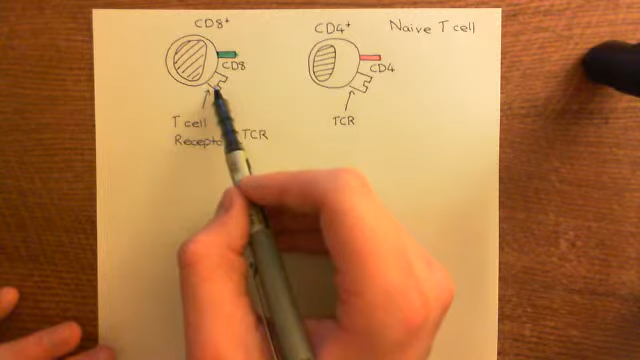 CD8⁺
CD4⁺
Naive T cell
CD8
CD4
T cell
TCR
TCR